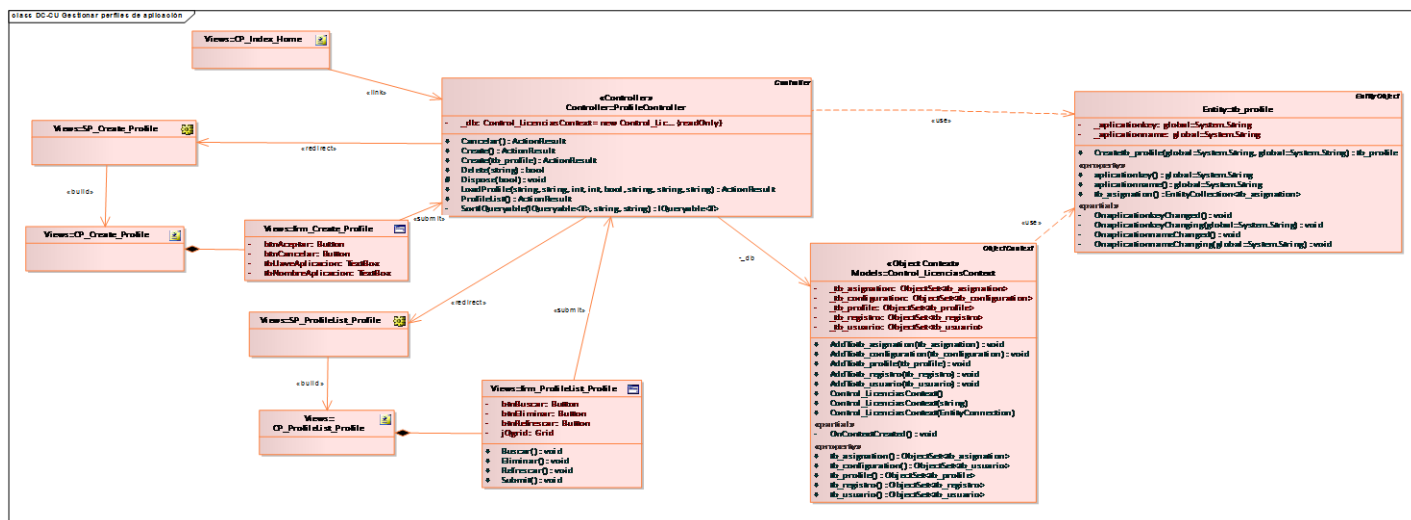 class DC-CU Gestionar perfiles de aplicación
Views::CP_Index_Home
«link»
Controller
«Controller»
Controller::ProfileController
- _db: Control_LicenciasContext = new Control_Lic... {readOnly}
+ Cancelar() : ActionResult
+ Create() : ActionResult
+ Create(tb_profile) : ActionResult
+ Delete(string) : bool
# Dispose(bool) : void
+ LoadProfile(string, string, int, int, bool, string, string, string) : ActionResult
+ ProfileList() : ActionResult
- SortIQueryable(IQueryable<T>, string, string) : IQueryable<T>
«use»
EntityObject
Entity::tb_profile
- _aplicationkey: global::System.String
- _aplicationname: global::System.String
+ Createtb_profile(global::System.String, global::System.String) : tb_profile
«property»
+ aplicationkey() : global::System.String
+ aplicationname() : global::System.String
+ tb_asignation() : EntityCollection<tb_asignation>
«partial»
- OnaplicationkeyChanged() : void
- OnaplicationkeyChanging(global::System.String) : void
- OnaplicationnameChanged() : void
- OnaplicationnameChanging(global::System.String) : void
Views::SP_Create_Profile
«redirect»
«build»
Views::CP_Create_Profile
Views::frm_Create_Profile
- btnAceptar: Button
- btnCancelar: Button
- tbLlaveAplicacion: TextBox
- tbNombreAplicacion: TextBox
«submit»
«redirect»
«submit»
-_db
«use»
Views::SP_ProfileList_Profile
«build»
Views::
CP_ProfileList_Profile
Views::frm_ProfileList_Profile
- btnBuscar: Button
- btnEliminar: Button
- btnRefrescar: Button
- jQgrid: Grid
+ Buscar() : void
+ Eliminar() : void
+ Refrescar() : void
+ Submit() : void
ObjectContext
«Object Context»
Models::Control_LicenciasContext
- _tb_asignation: ObjectSet<tb_asignation>
- _tb_configuration: ObjectSet<tb_configuration>
- _tb_profile: ObjectSet<tb_profile>
- _tb_registro: ObjectSet<tb_registro>
- _tb_usuario: ObjectSet<tb_usuario>
+ AddTotb_asignation(tb_asignation) : void
+ AddTotb_configuration(tb_configuration) : void
+ AddTotb_profile(tb_profile) : void
+ AddTotb_registro(tb_registro) : void
+ AddTotb_usuario(tb_usuario) : void
+ Control_LicenciasContext()
+ Control_LicenciasContext(string)
+ Control_LicenciasContext(EntityConnection)
«partial»
- OnContextCreated() : void
«property»
+ tb_asignation() : ObjectSet<tb_asignation>
+ tb_configuration() : ObjectSet<tb_usuario>
+ tb_profile() : ObjectSet<tb_profile>
+ tb_registro() : ObjectSet<tb_registro>
+ tb_usuario() : ObjectSet<tb_usuario>